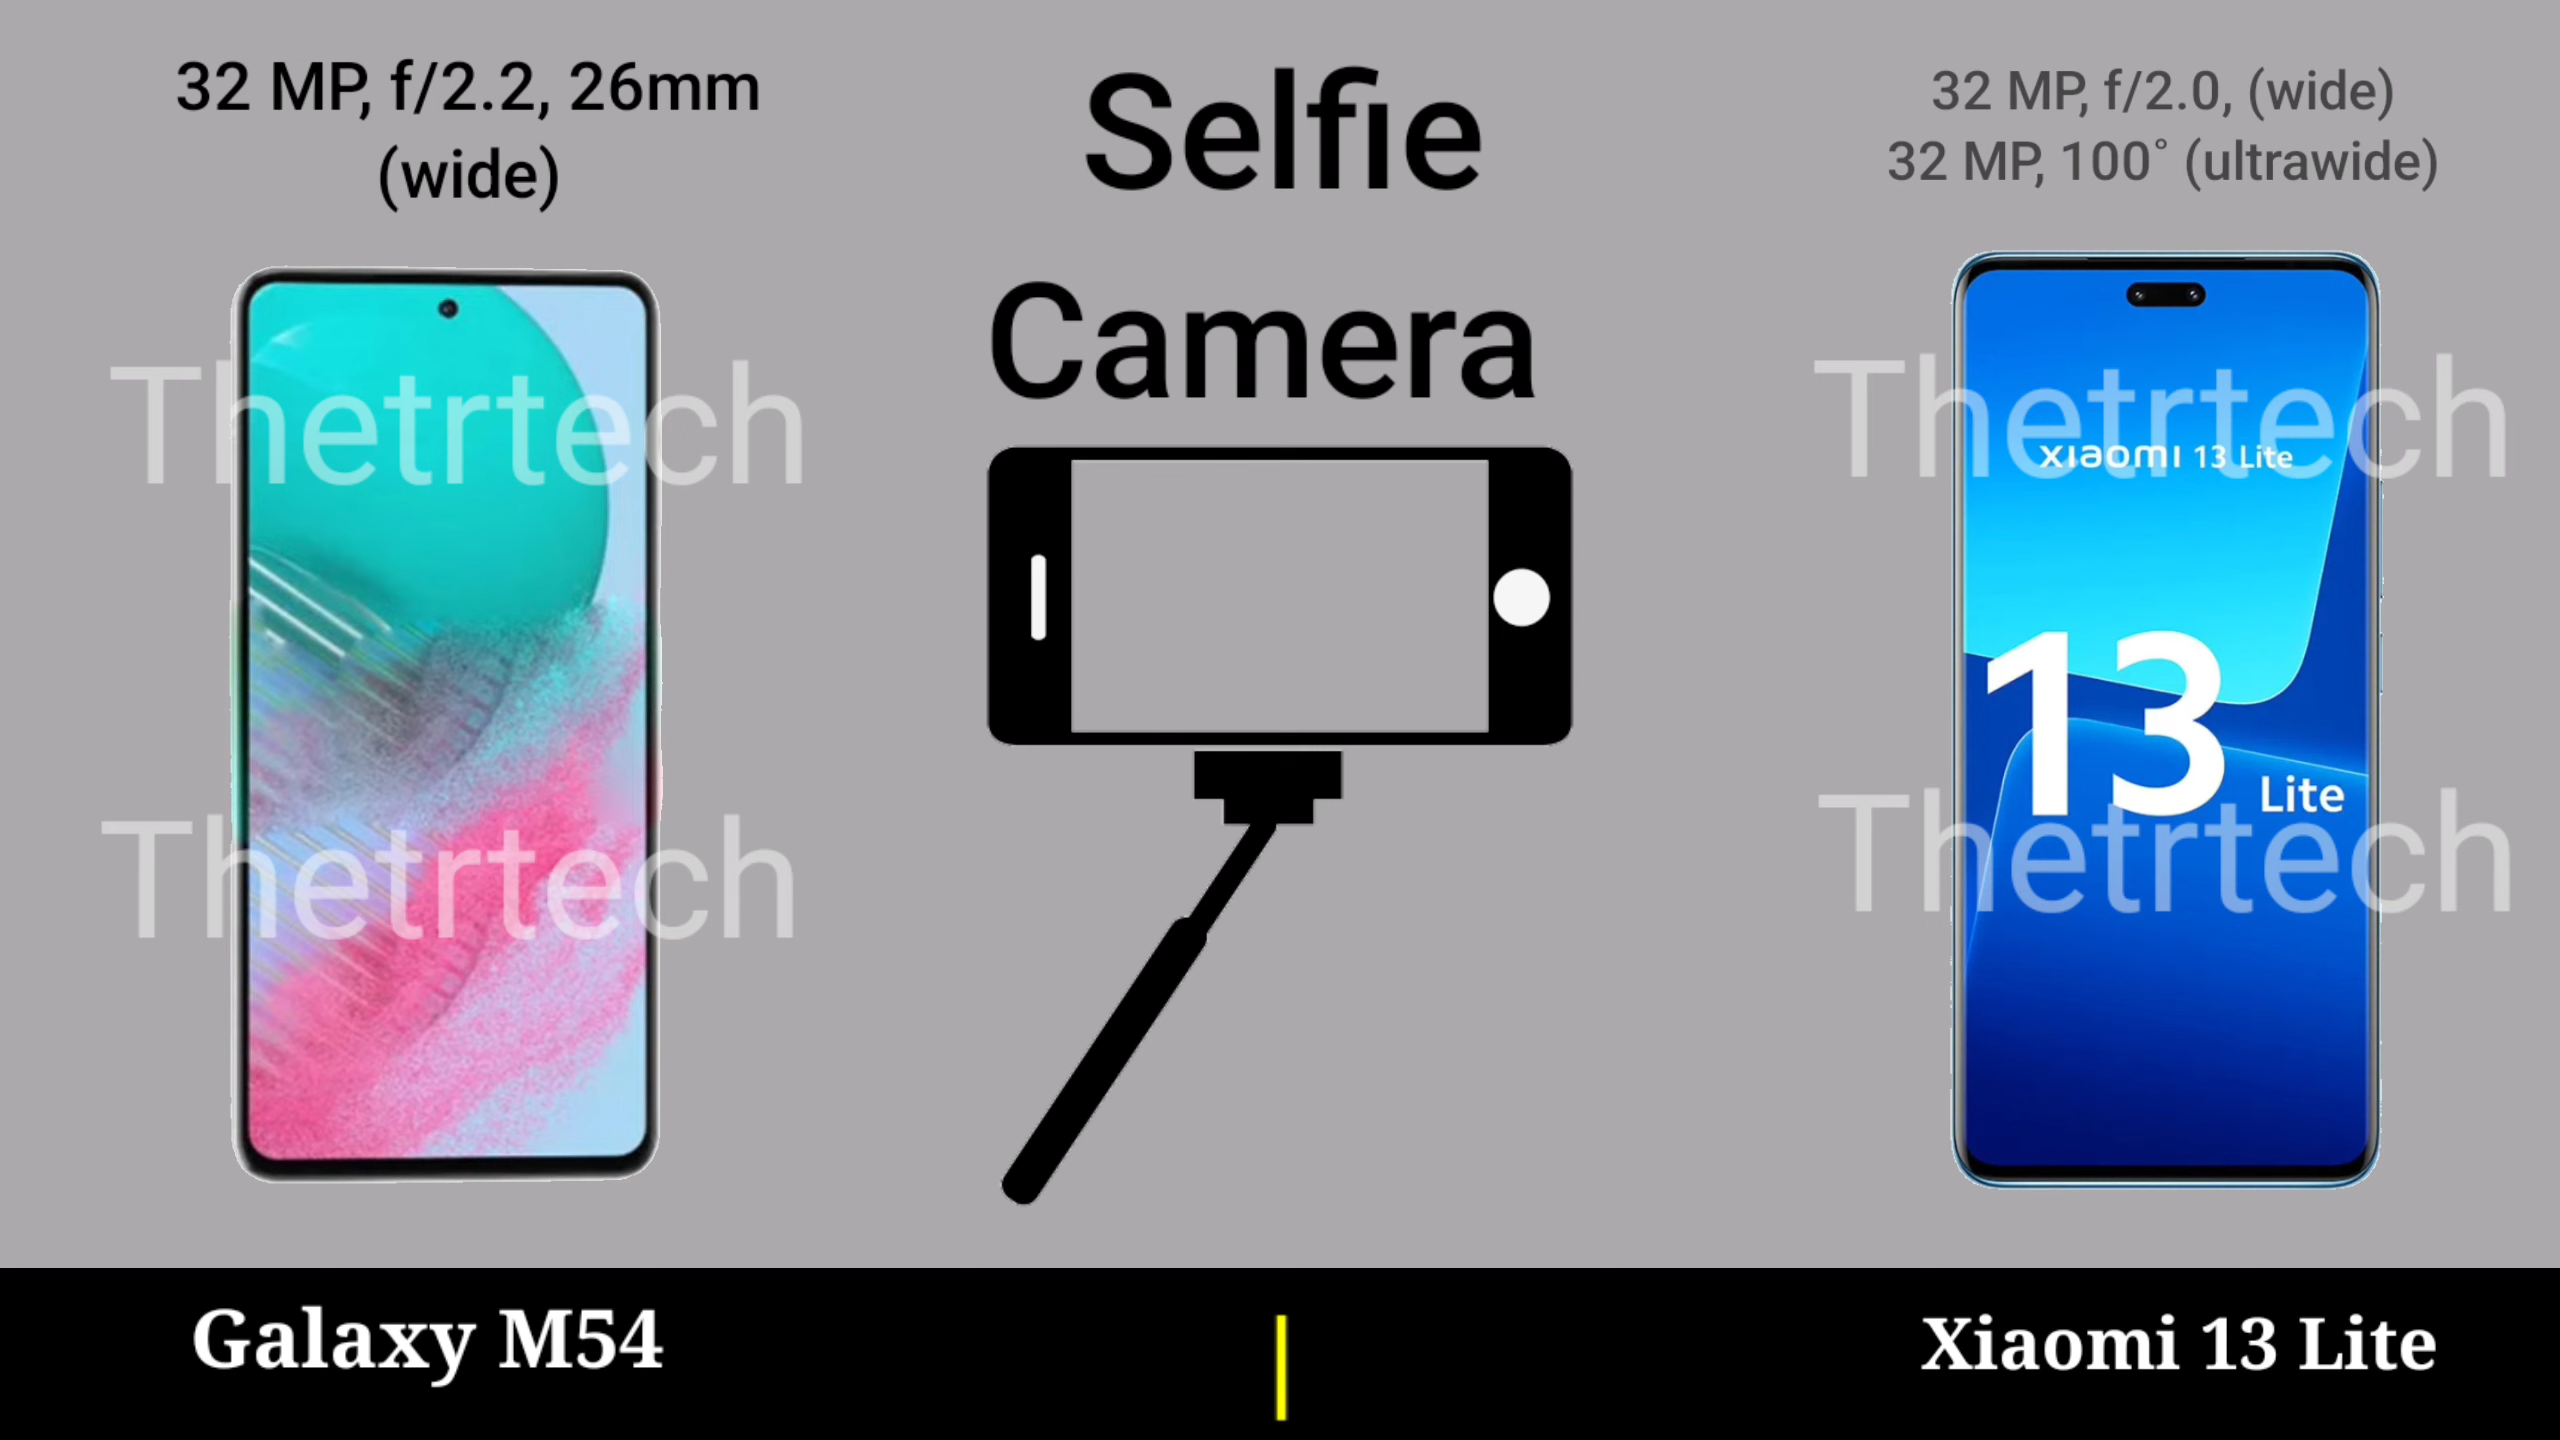 32 MP, f/2.2, 26mm
(wide)
Selfie
Camera
32 MP, f/2.0, (wide)
32 MP, 100˚ (ultrawide)
Thetrtech
Thetrtech
xiaomi 13 Lite
13 Lite
Thetrtech
Thetrtech
Galaxy M54
Xiaomi 13 Lite